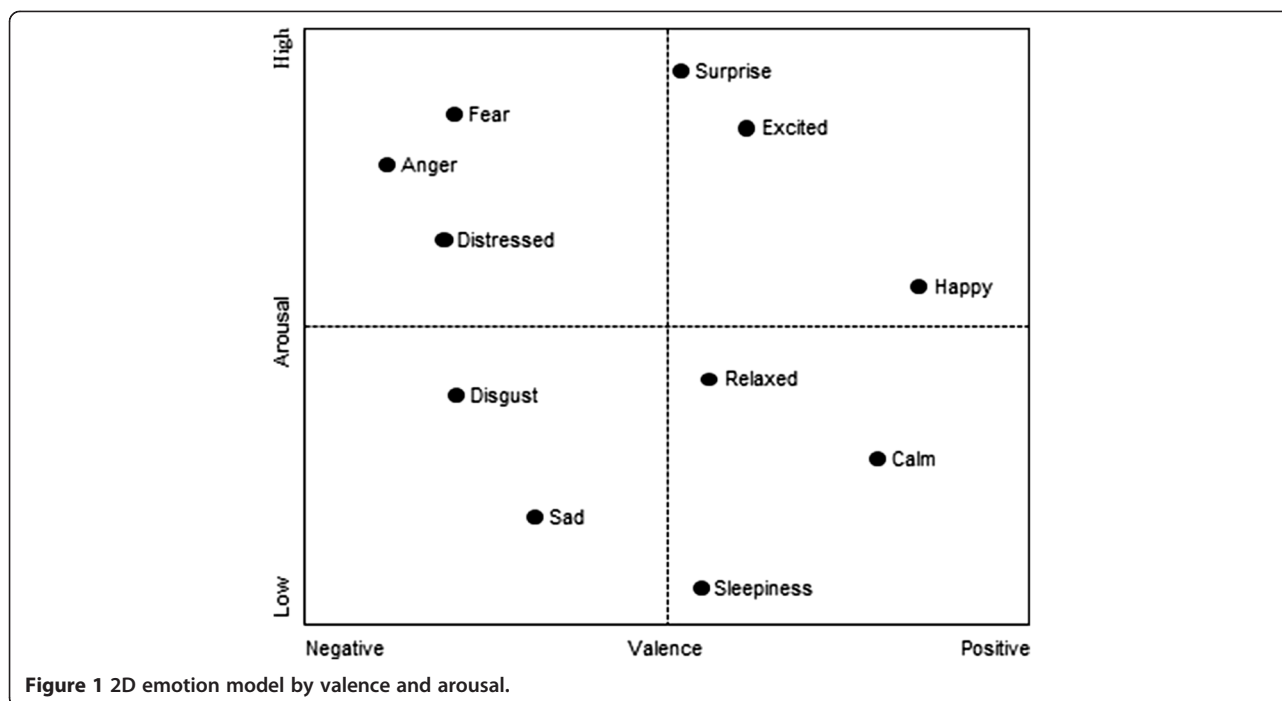 High
Surprise
Fear
Excited
Anger
Distressed
Happy
Arousal
Relaxed
Disgust
Calm
Sad
Low
Sleepiness
Negative
Valence
Positive
Figure 1 2D emotion model by valence and arousal.